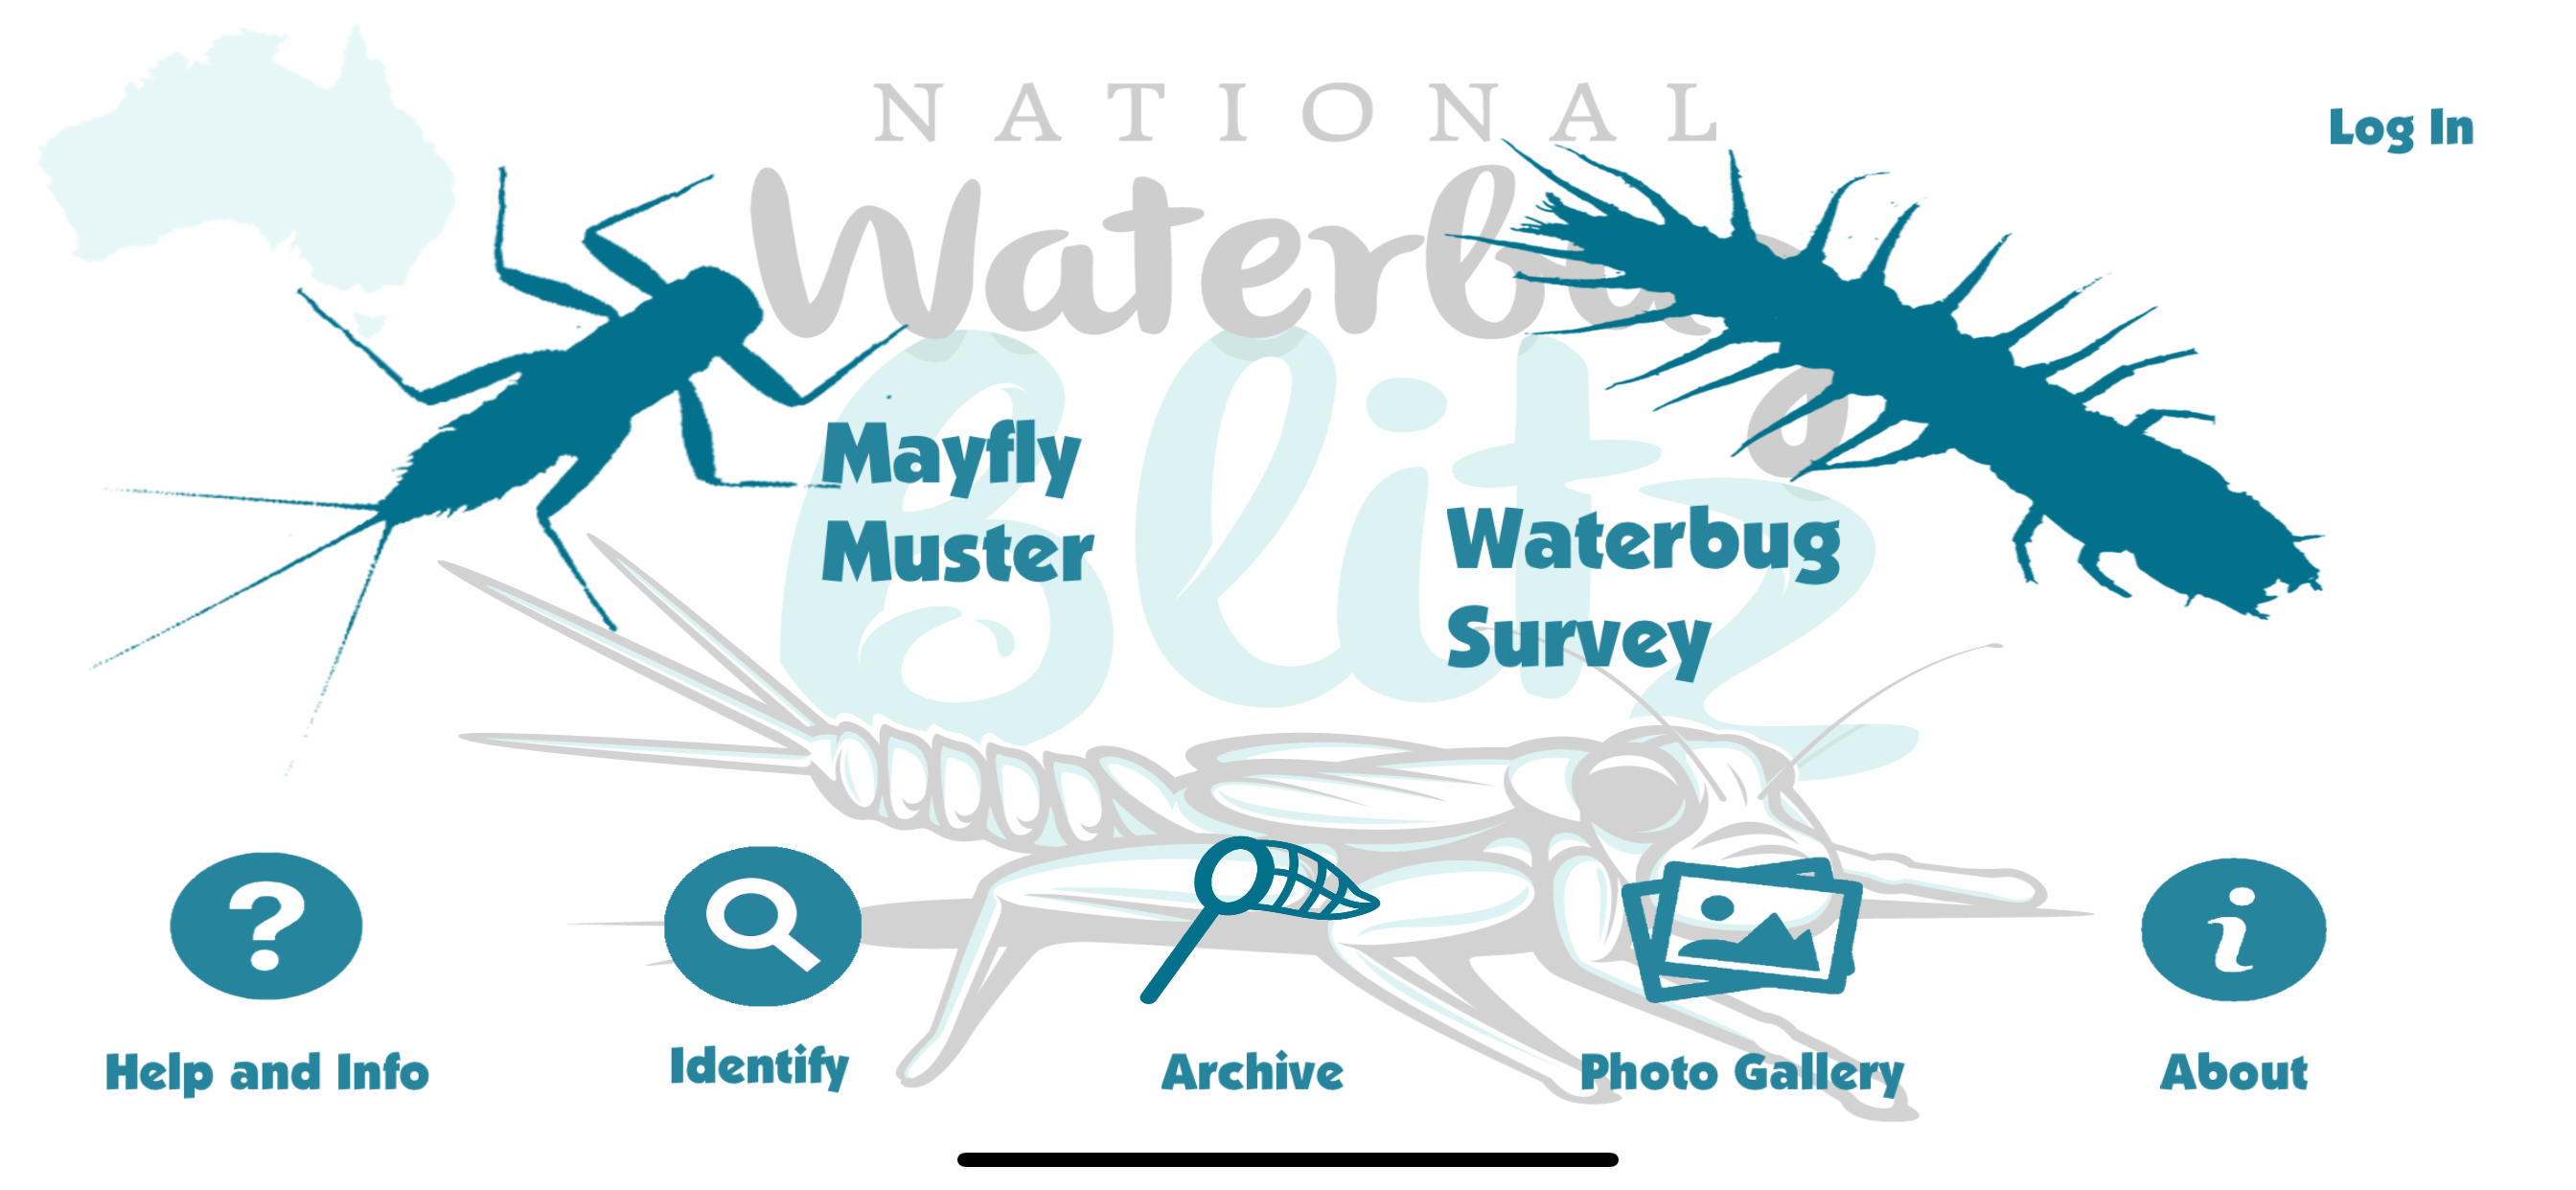 NATIONAL
Log In
Waterbug
Blitz
Mayfly
Muster
Waterbug
Survey
Help and Info
Identify
Archive
Photo Gallery
About